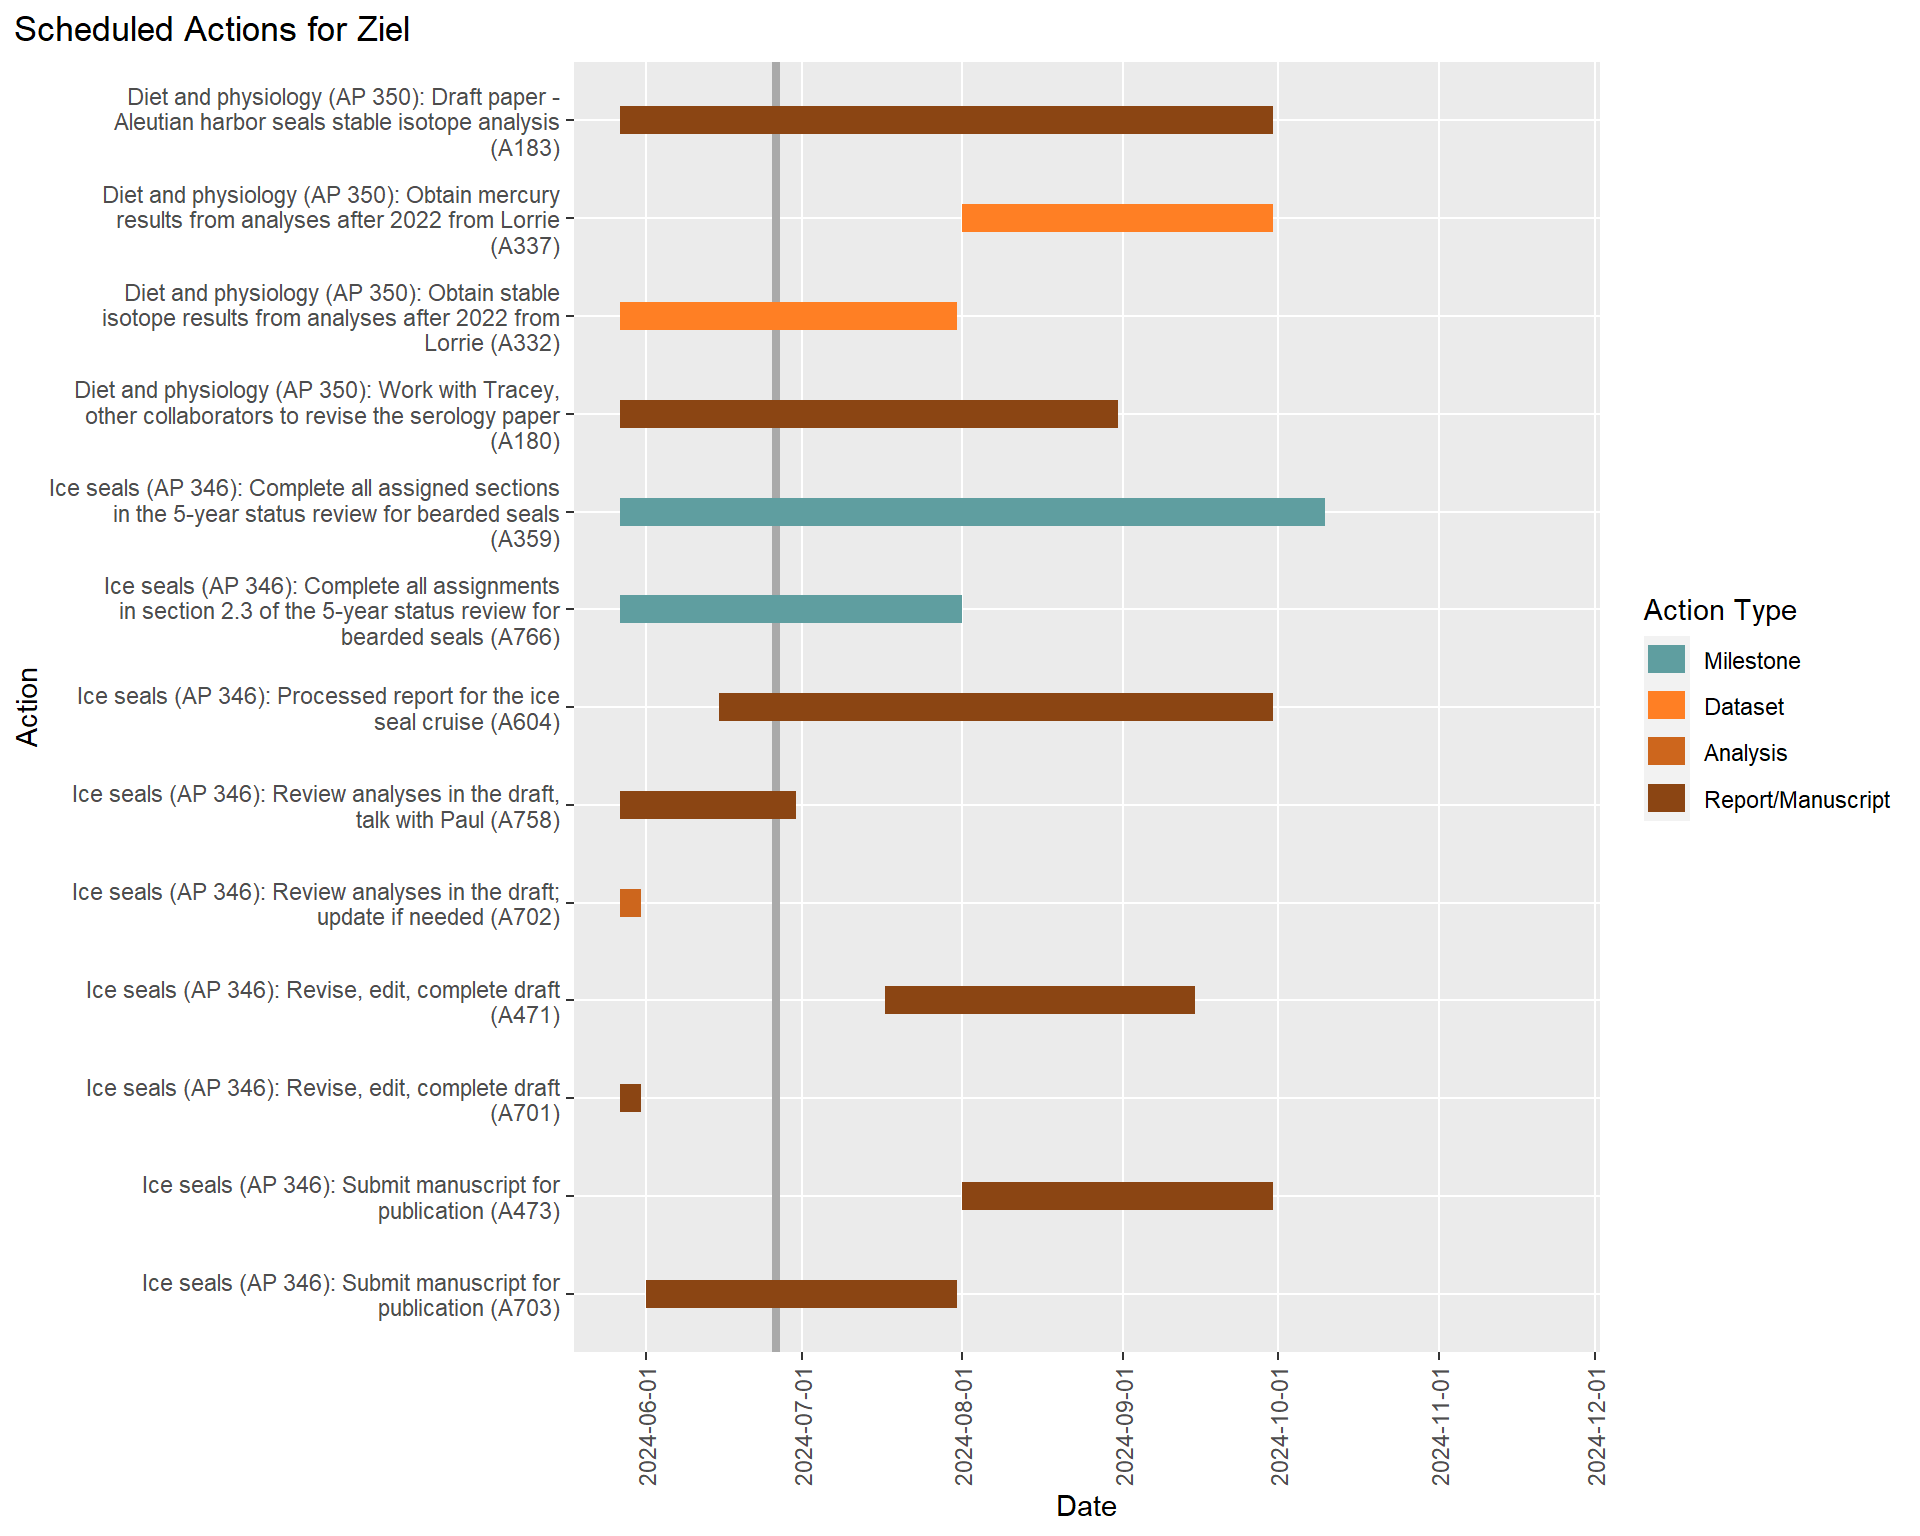 Scheduled Actions for Ziel
Diet and physiology (AP 350): Draft paper -
Aleutian harbor seals stable isotope analysis
(A183)
Diet and physiology (AP 350): Obtain mercury
results from analyses after 2022 from Lorrie
(A337)
Diet and physiology (AP 350): Obtain stable
isotope results from analyses after 2022 from
Lorrie (A332)
Diet and physiology (AP 350): Work with Tracey,
other collaborators to revise the serology paper
(A180)
Ice seals (AP 346): Complete all assigned sections
in the 5-year status review for bearded seals
(A359)
Ice seals (AP 346): Complete all assignments
in section 2.3 of the 5-year status review for
bearded seals (A766)
Ice seals (AP 346): Processed report for the ice
seal cruise (A604)
Ice seals (AP 346): Review analyses in the draft,
talk with Paul (A758)
Ice seals (AP 346): Review analyses in the draft;
update if needed (A702)
Ice seals (AP 346): Revise, edit, complete draft
(A471)
Ice seals (AP 346): Revise, edit, complete draft
(A701)
Ice seals (AP 346): Submit manuscript for
publication (A473)
Ice seals (AP 346): Submit manuscript for
publication (A703)
Action
2024-06-01
2024-07-01
2024-08-01
2024-09-01
2024-10-01
2024-11-01
2024-12-01
Date
Action Type
Milestone
Dataset
Analysis
Report/Manuscript